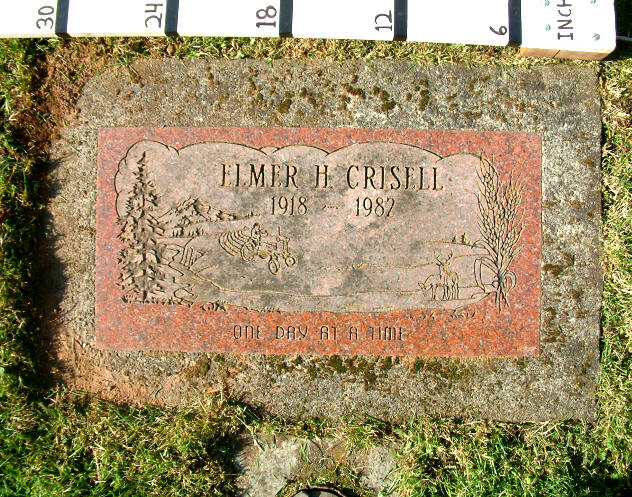 30 24 18 12 6 INCH
ELMER H. CRISELL
1918 – 1982
ONE DAY AT A TIME